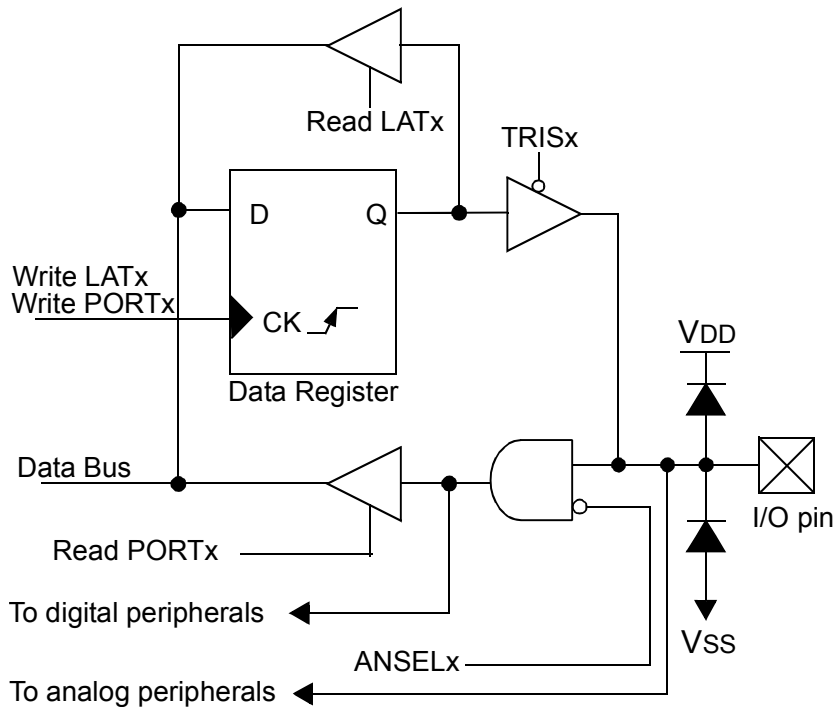 Read LATx
TRISx
D
Q
Write LATx
Write PORTx
CK
Data Register
VDD
Data Bus
I/O pin
Read PORTx
To digital peripherals
VSS
ANSELx
To analog peripherals